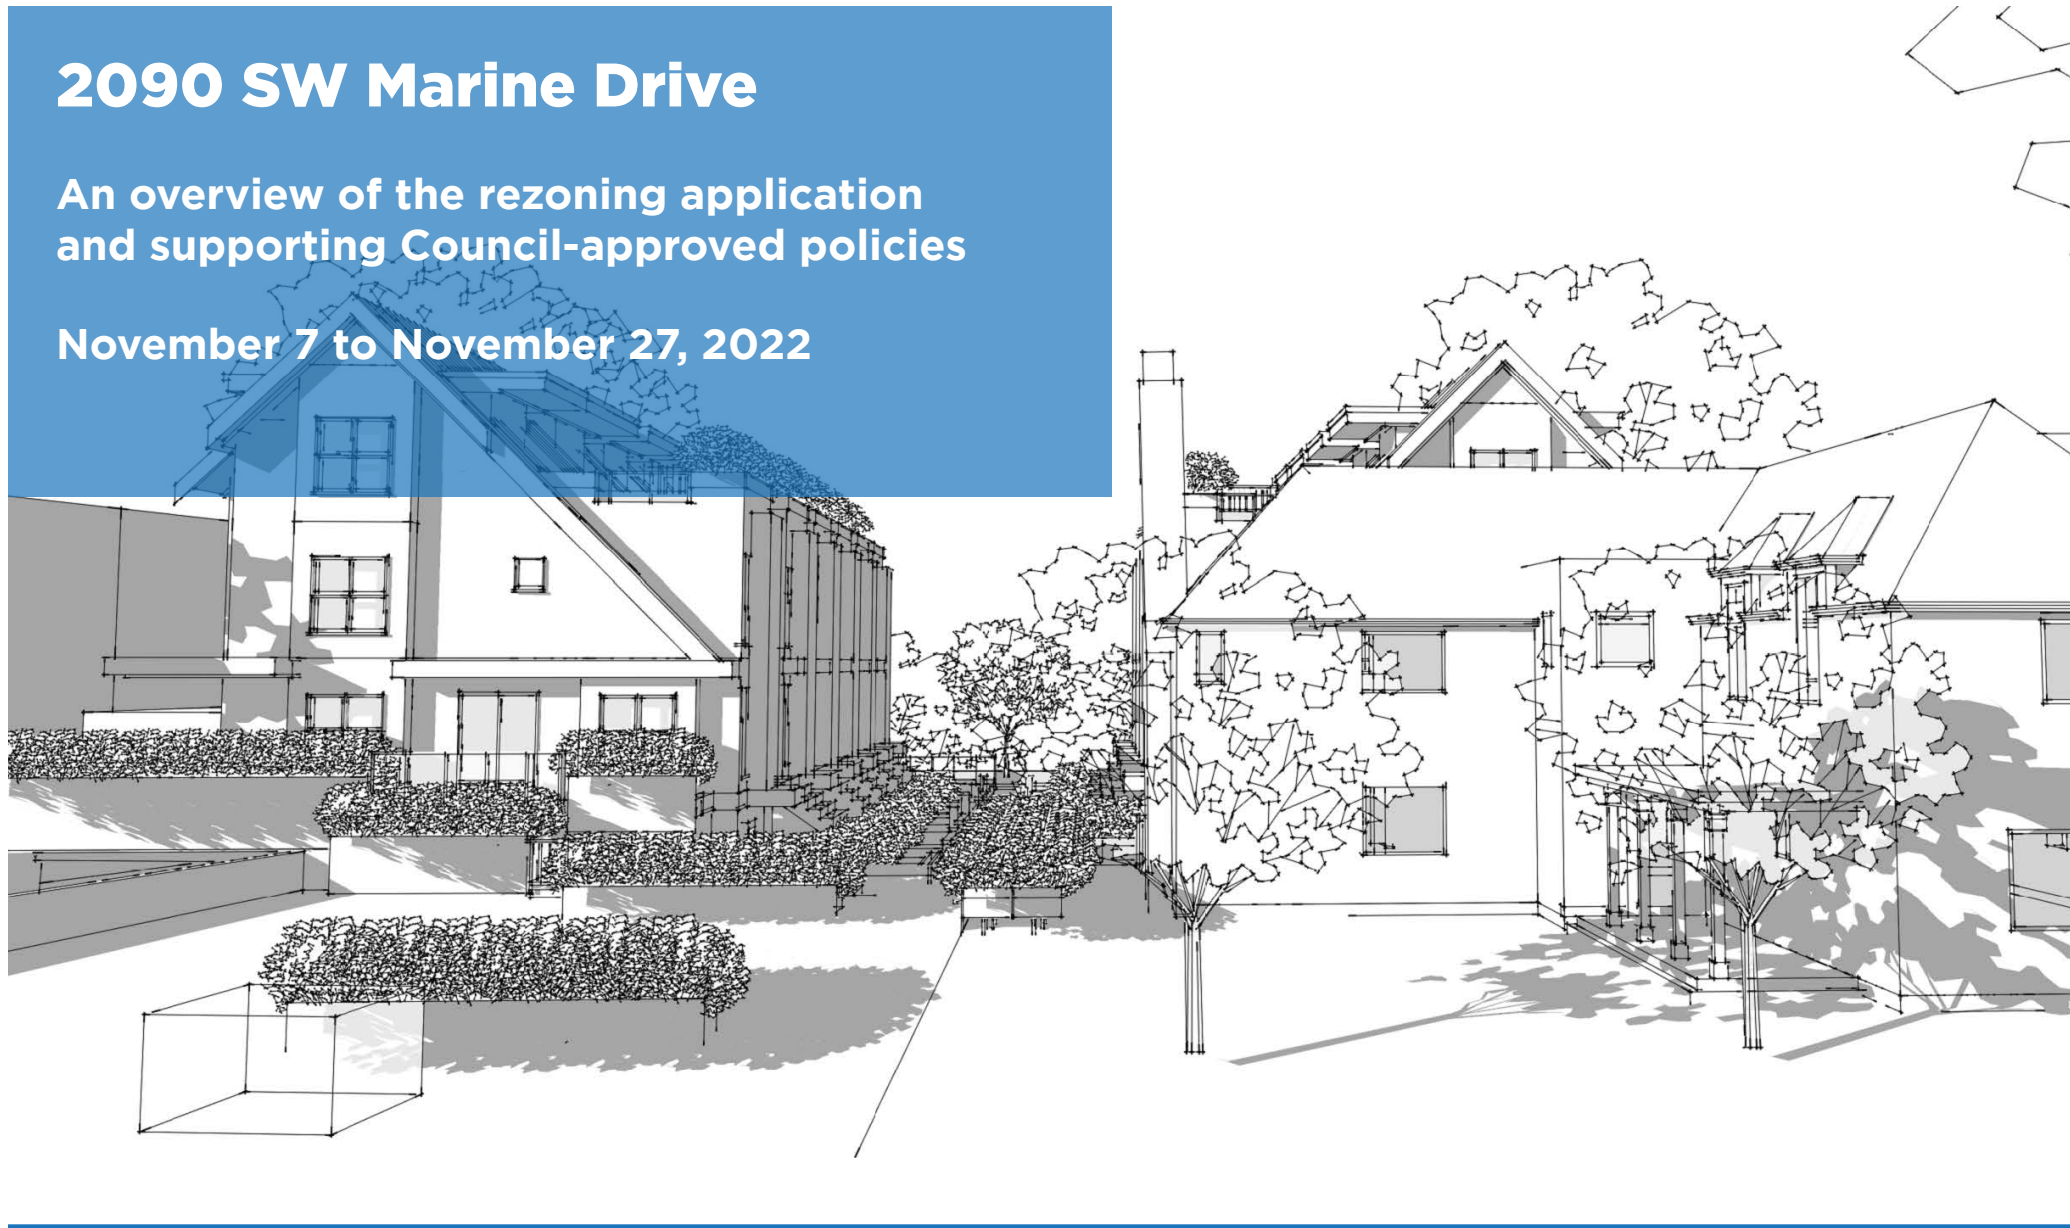 2090 SW Marine Drive
An overview of the rezoning application
and supporting Council-approved policies
November 7 to November 27, 2022